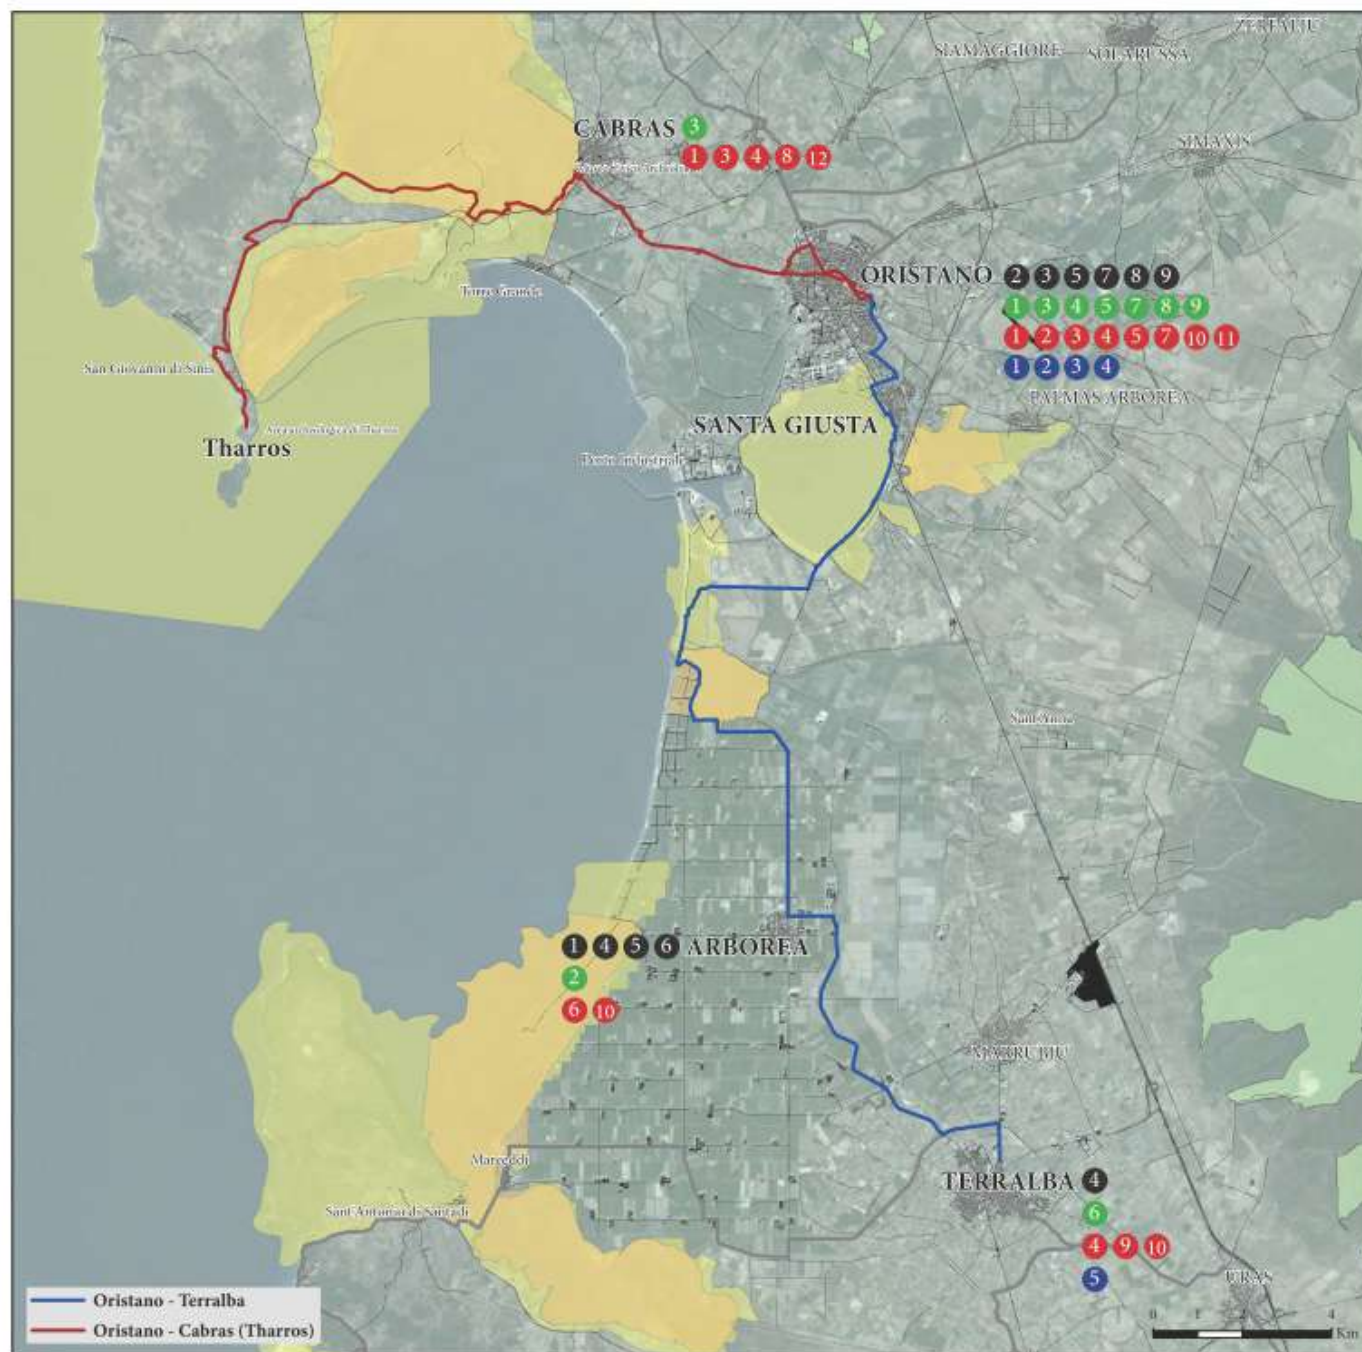 ZERFALIU
SIAMAGGIORE
SOLARUSSA
CABRAS 3
1 3 4 8 12
SIMAXIS
ORISTANO 2 3 5 7 8 9
1 3 4 5 7 8 9
1 2 3 4 5 7 10 11
1 2 3 4
PALMAS ARBOREA
Torre Grande
San Giovanni di Sinis
Tharros
SANTA GIUSTA
Porto Industriale
Sant'Anna
1 4 5 6 ARBOREA
2
6 10
MARRUBIU
Marceddì
Sant'Antonio di Santadi
TERRALBA 4
6
4 9 10
5
URAS
Oristano - Terralba
Oristano - Cabras (Tharros)
0 1 2 4
Km